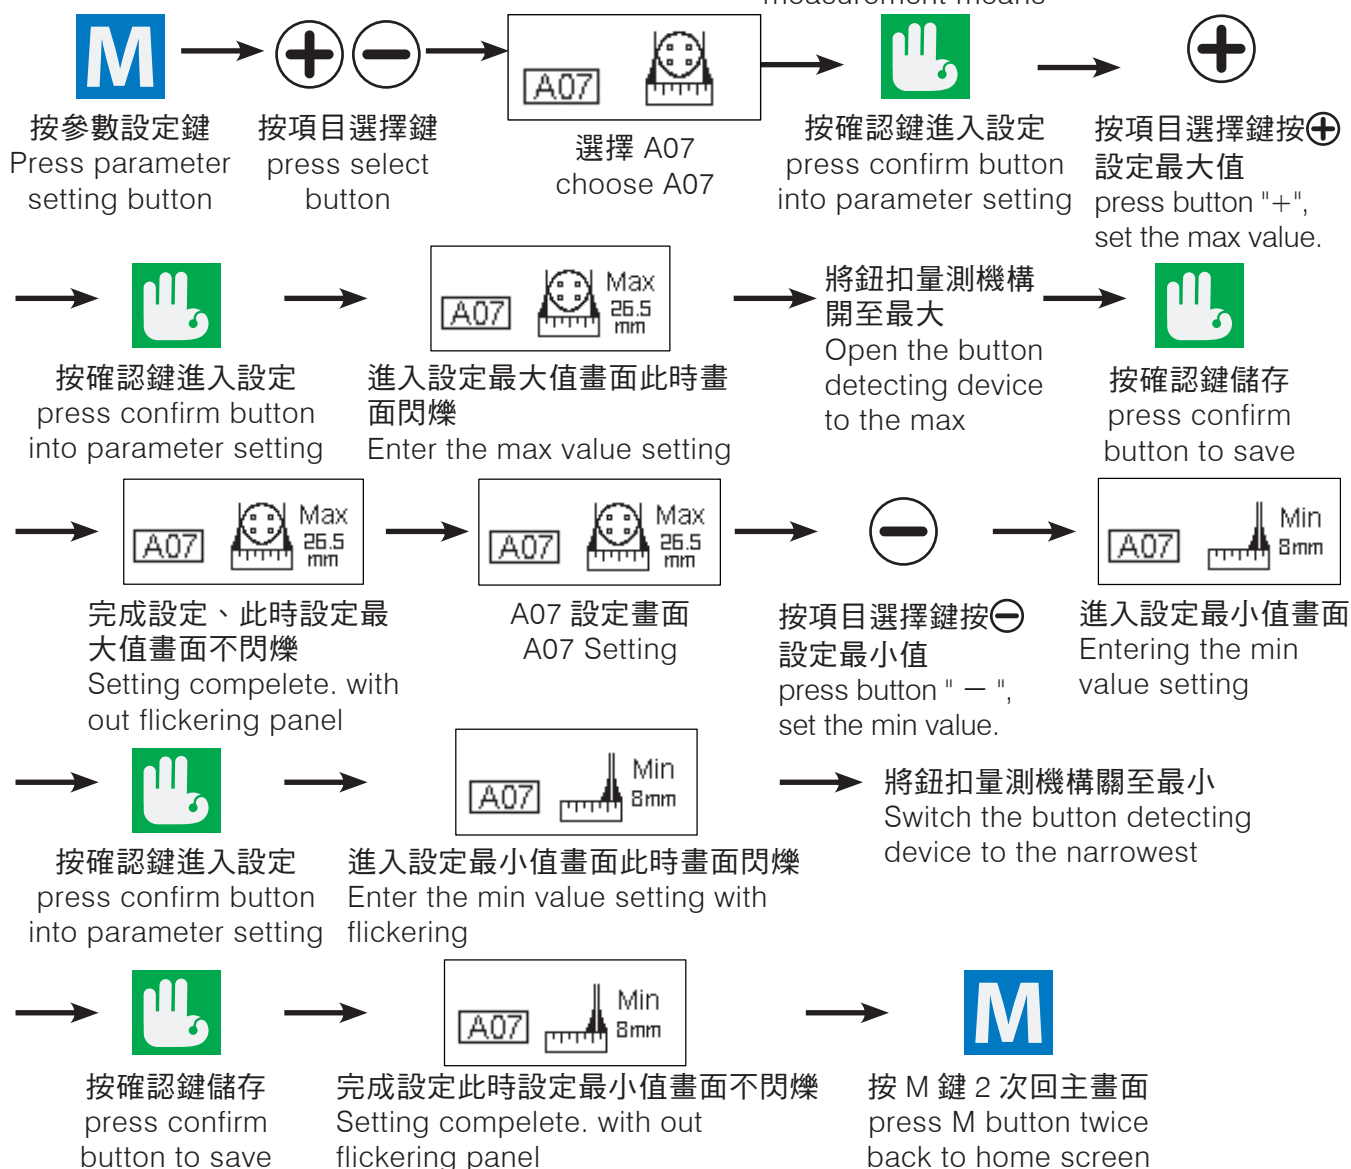 measurement means
M
按參數設定鍵
Press parameter
setting button
按項目選擇鍵
press select
button
A07
選擇 A07
choose A07
按確認鍵進入設定
press confirm button
into parameter setting
按項目選擇鍵按⊕
設定最大值
press button "+",
set the max value.
按確認鍵進入設定
press confirm button
into parameter setting
A07
Max
26.5
mm
進入設定最大值畫面此時畫
面閃爍
Enter the max value setting
將鈕扣量測機構
開至最大
Open the button
detecting device
to the max
按確認鍵儲存
press confirm
button to save
A07
Max
26.5
mm
完成設定、此時設定最
大值畫面不閃爍
Setting compelete. with
out flickering panel
A07
Max
26.5
mm
A07 設定畫面
A07 Setting
按項目選擇鍵按⊖
設定最小值
press button " − ",
set the min value.
A07
Min
8mm
進入設定最小值畫面
Entering the min
value setting
按確認鍵進入設定
press confirm button
into parameter setting
A07
Min
8mm
進入設定最小值畫面此時畫面閃爍
Enter the min value setting with
flickering
將鈕扣量測機構關至最小
Switch the button detecting
device to the narrowest
按確認鍵儲存
press confirm
button to save
A07
Min
8mm
完成設定此時設定最小值畫面不閃爍
Setting compelete. with out
flickering panel
M
按 M 鍵 2 次回主畫面
press M button twice
back to home screen